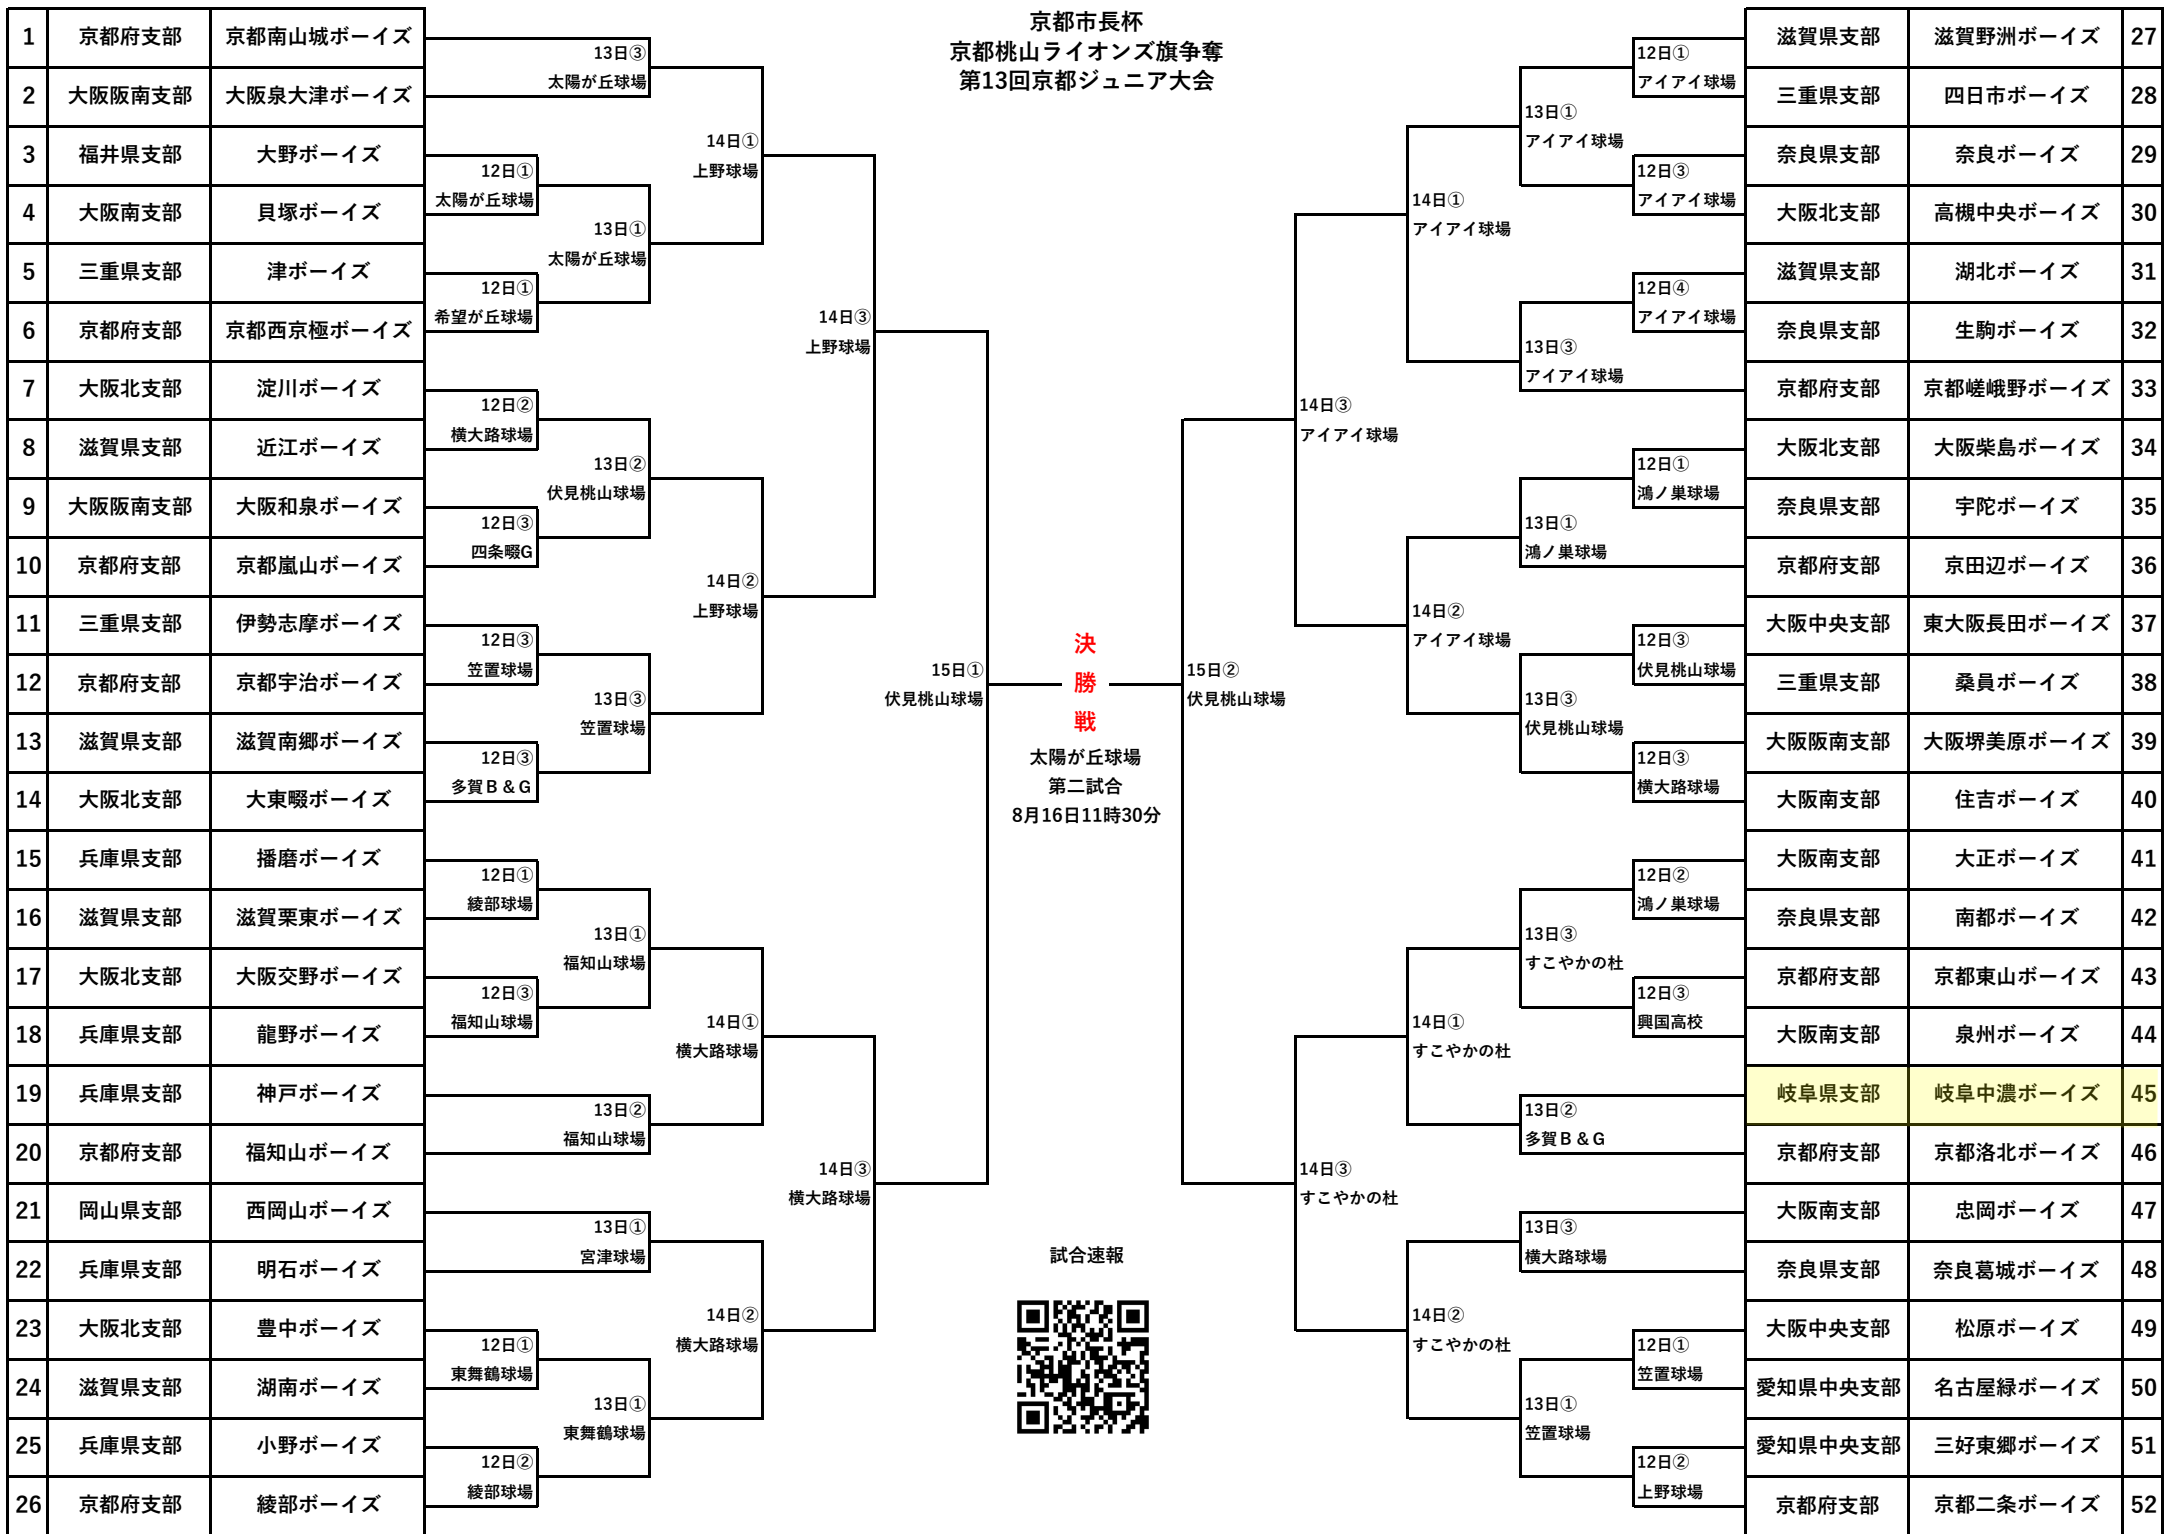 京都市長杯
京都桃山ライオンズ旗争奪
第13回京都ジュニア大会
1 京都府支部 京都南山城ボーイズ
2 大阪阪南支部 大阪泉大津ボーイズ
3 福井県支部 大野ボーイズ
4 大阪南支部 貝塚ボーイズ
5 三重県支部 津ボーイズ
6 京都府支部 京都西京極ボーイズ
7 大阪北支部 淀川ボーイズ
8 滋賀県支部 近江ボーイズ
9 大阪阪南支部 大阪和泉ボーイズ
10 京都府支部 京都嵐山ボーイズ
11 三重県支部 伊勢志摩ボーイズ
12 京都府支部 京都宇治ボーイズ
13 滋賀県支部 滋賀南郷ボーイズ
14 大阪北支部 大東畷ボーイズ
15 兵庫県支部 播磨ボーイズ
16 滋賀県支部 滋賀栗東ボーイズ
17 大阪北支部 大阪交野ボーイズ
18 兵庫県支部 龍野ボーイズ
19 兵庫県支部 神戸ボーイズ
20 京都府支部 福知山ボーイズ
21 岡山県支部 西岡山ボーイズ
22 兵庫県支部 明石ボーイズ
23 大阪北支部 豊中ボーイズ
24 滋賀県支部 湖南ボーイズ
25 兵庫県支部 小野ボーイズ
26 京都府支部 綾部ボーイズ
12日①
太陽が丘球場
12日①
希望が丘球場
12日②
横大路球場
12日③
四条畷G
12日③
笠置球場
12日③
多賀Ｂ＆Ｇ
12日①
綾部球場
12日③
福知山球場
12日①
東舞鶴球場
12日②
綾部球場
13日③
太陽が丘球場
13日①
太陽が丘球場
13日②
伏見桃山球場
13日③
笠置球場
13日①
福知山球場
13日②
福知山球場
13日①
宮津球場
13日①
東舞鶴球場
14日①
上野球場
14日②
上野球場
14日①
横大路球場
14日②
横大路球場
14日③
上野球場
14日③
横大路球場
15日①
伏見桃山球場
決
勝
戦
太陽が丘球場
第二試合
8月16日11時30分
試合速報
15日②
伏見桃山球場
14日③
アイアイ球場
14日③
すこやかの杜
14日①
アイアイ球場
14日②
アイアイ球場
14日①
すこやかの杜
14日②
すこやかの杜
13日①
アイアイ球場
13日③
アイアイ球場
13日①
鴻ノ巣球場
13日③
伏見桃山球場
13日③
すこやかの杜
13日②
多賀Ｂ＆Ｇ
13日③
横大路球場
13日①
笠置球場
12日①
アイアイ球場
12日③
アイアイ球場
12日④
アイアイ球場
12日①
鴻ノ巣球場
12日③
伏見桃山球場
12日③
横大路球場
12日②
鴻ノ巣球場
12日③
興国高校
12日①
笠置球場
12日②
上野球場
滋賀県支部 滋賀野洲ボーイズ 27
三重県支部 四日市ボーイズ 28
奈良県支部 奈良ボーイズ 29
大阪北支部 高槻中央ボーイズ 30
滋賀県支部 湖北ボーイズ 31
奈良県支部 生駒ボーイズ 32
京都府支部 京都嵯峨野ボーイズ 33
大阪北支部 大阪柴島ボーイズ 34
奈良県支部 宇陀ボーイズ 35
京都府支部 京田辺ボーイズ 36
大阪中央支部 東大阪長田ボーイズ 37
三重県支部 桑員ボーイズ 38
大阪阪南支部 大阪堺美原ボーイズ 39
大阪南支部 住吉ボーイズ 40
大阪南支部 大正ボーイズ 41
奈良県支部 南都ボーイズ 42
京都府支部 京都東山ボーイズ 43
大阪南支部 泉州ボーイズ 44
岐阜県支部 岐阜中濃ボーイズ 45
京都府支部 京都洛北ボーイズ 46
大阪南支部 忠岡ボーイズ 47
奈良県支部 奈良葛城ボーイズ 48
大阪中央支部 松原ボーイズ 49
愛知県中央支部 名古屋緑ボーイズ 50
愛知県中央支部 三好東郷ボーイズ 51
京都府支部 京都二条ボーイズ 52